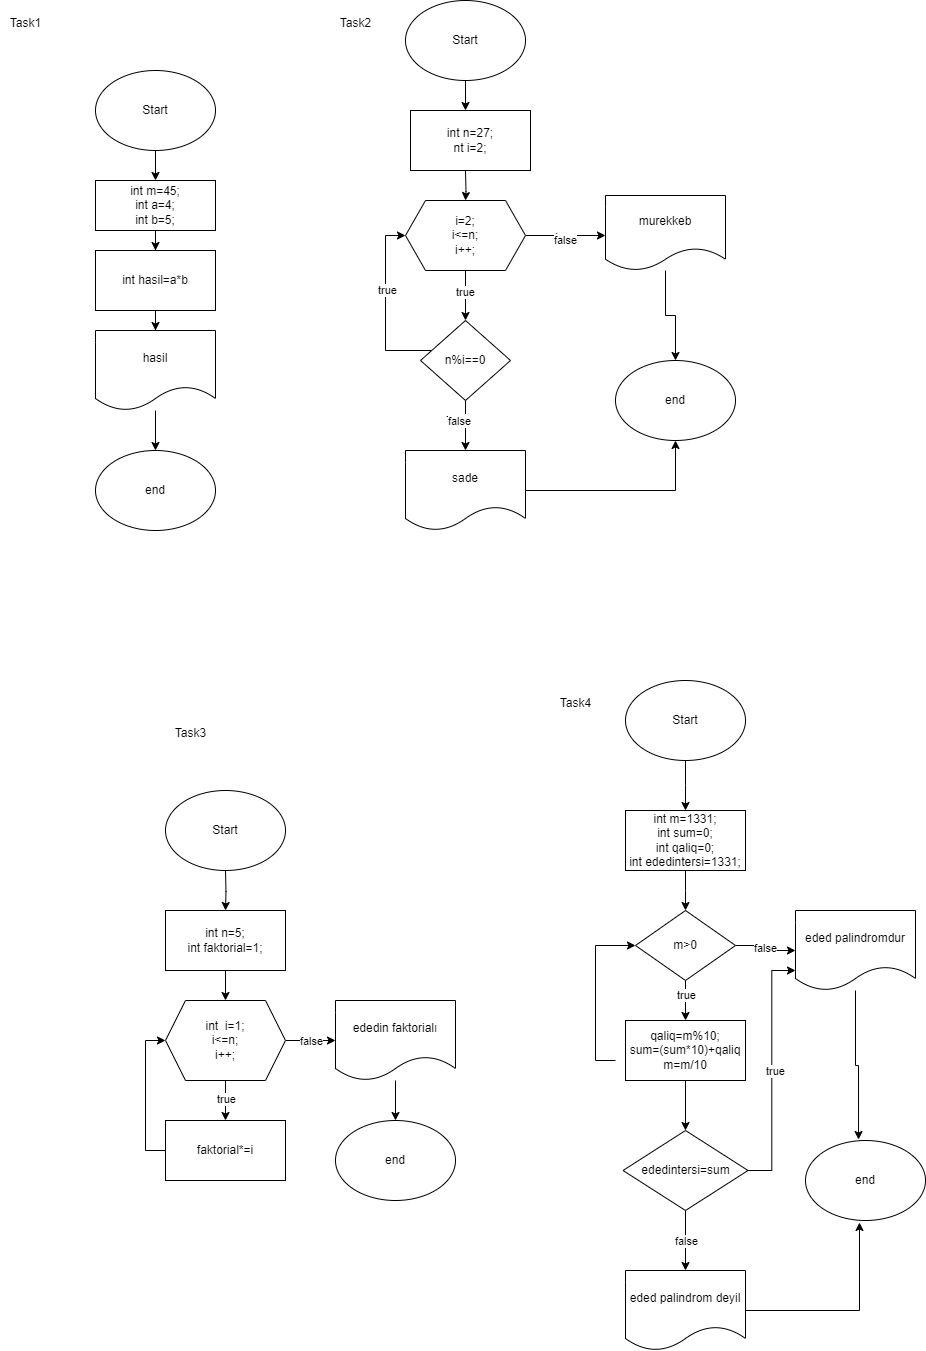 Task1
Start
int m=45;
int a=4;
int b=5;
int hasil=a*b
hasil
end
Task2
Start
int n=27;
nt i=2;
i=2;
i<=n;
i++;
false
murekkeb
true
true
n%i==0
false
sade
end
Task3
Start
int n=5;
int faktorial=1;
int i=1;
i<=n;
i++;
false
ededin faktorialı
true
faktorial*=i
end
Task4
Start
int m=1331;
int sum=0;
int qaliq=0;
int ededintersi=1331;
m>0
false
eded palindromdur
true
qaliq=m%10;
sum=(sum*10)+qaliq
m=m/10
true
ededintersi=sum
false
eded palindrom deyil
end